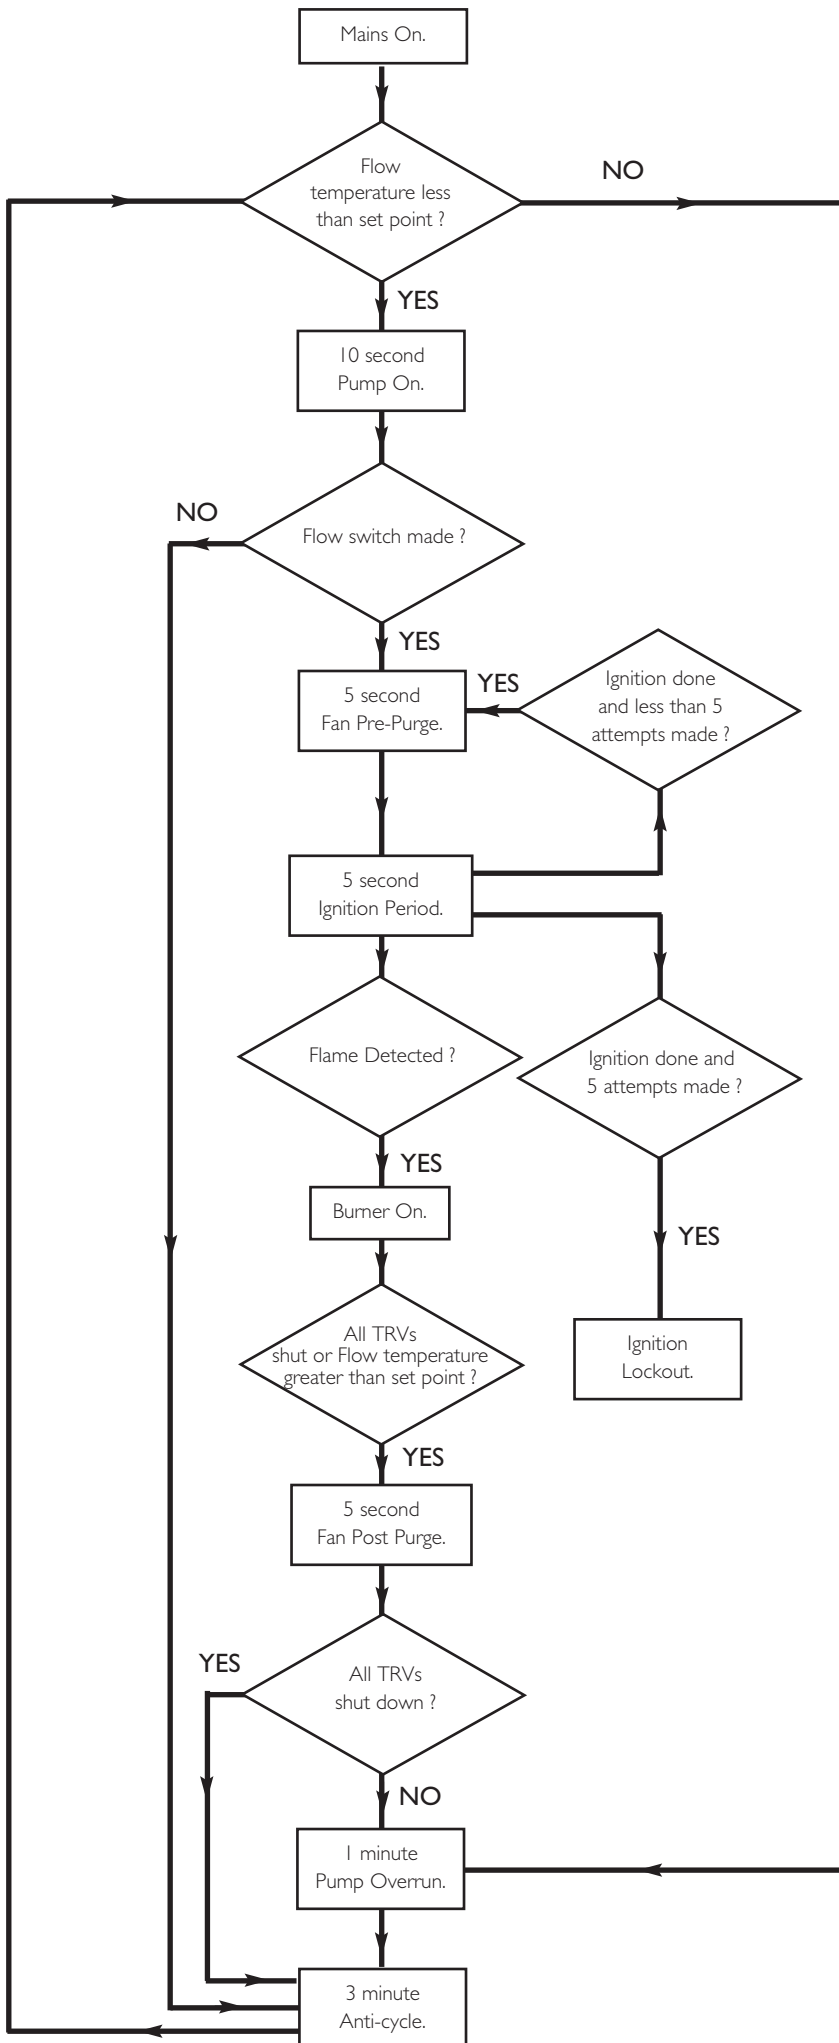 Mains On.
Flow
temperature less
than set point ?
NO
YES
10 second
Pump On.
NO
Flow switch made ?
YES
5 second
Fan Pre-Purge.
YES
Ignition done
and less than 5
attempts made ?
5 second
Ignition Period.
Flame Detected ?
Ignition done and
5 attempts made ?
YES
Burner On.
YES
All TRVs
shut or Flow temperature
greater than set point ?
Ignition
Lockout.
YES
5 second
Fan Post Purge.
YES
All TRVs
shut down ?
NO
1 minute
Pump Overrun.
3 minute
Anti-cycle.